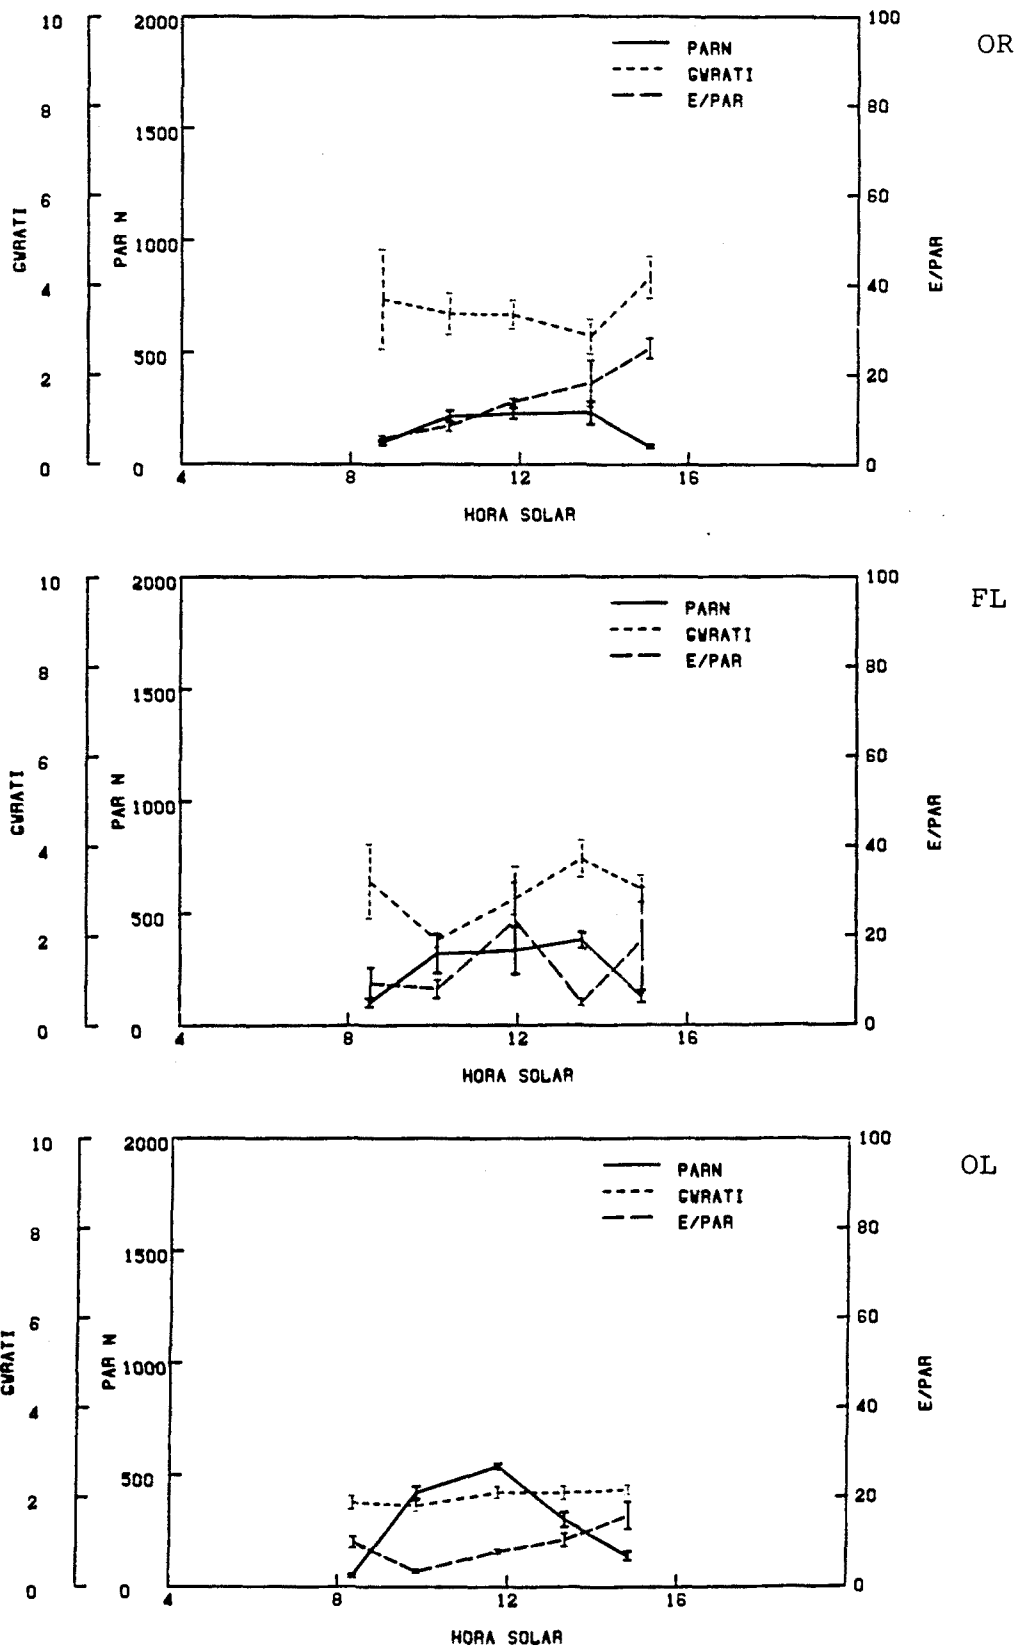 OR
10 2000 100
PARN
GWRATI
E/PAR
8 1500 80
6 60
GWRATI PAR N 1000 E/PAR
4 40
500
2 20
0 0 0
4 8 12 16
HORA SOLAR
FL
10 2000 100
PARN
GWRATI
E/PAR
8 1500 80
6 60
GWRATI PAR N 1000 E/PAR
4 40
500
2 20
0 0 0
4 8 12 16
HORA SOLAR
OL
10 2000 100
PARN
GWRATI
E/PAR
8 1500 80
6 60
GWRATI PAR N 1000 E/PAR
4 40
500
2 20
0 0 0
4 8 12 16
HORA SOLAR